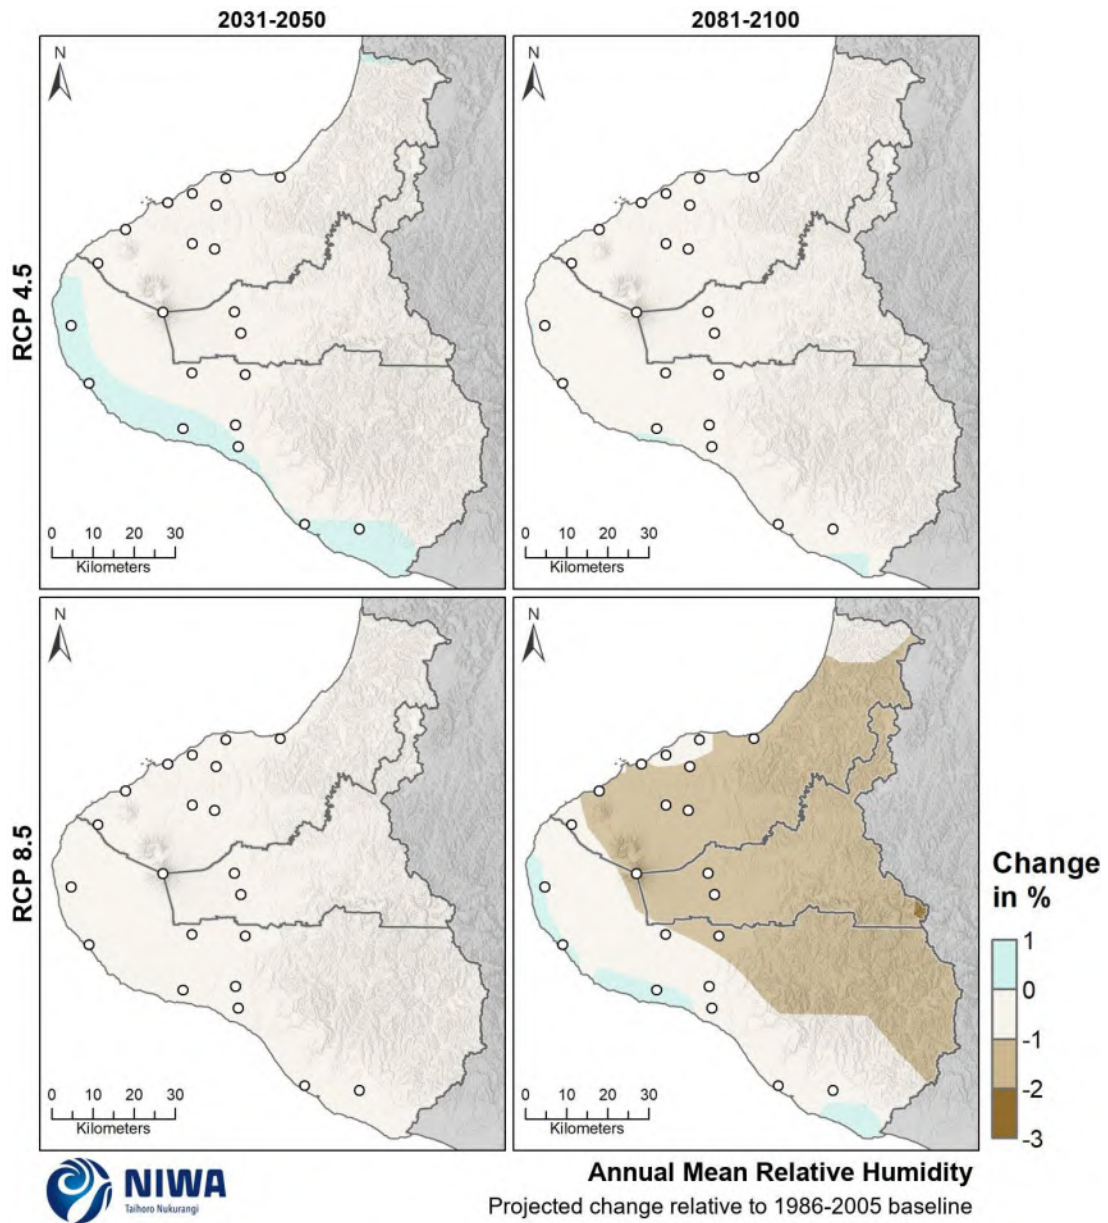 2031-2050
2081-2100
RCP 4.5
N
0 10 20 30
Kilometers
N
0 10 20 30
Kilometers
RCP 8.5
N
0 10 20 30
Kilometers
N
0 10 20 30
Kilometers
Change
in %
1
0
-1
-2
-3
NIWA
Taihoro Nukurangi
Annual Mean Relative Humidity
Projected change relative to 1986-2005 baseline